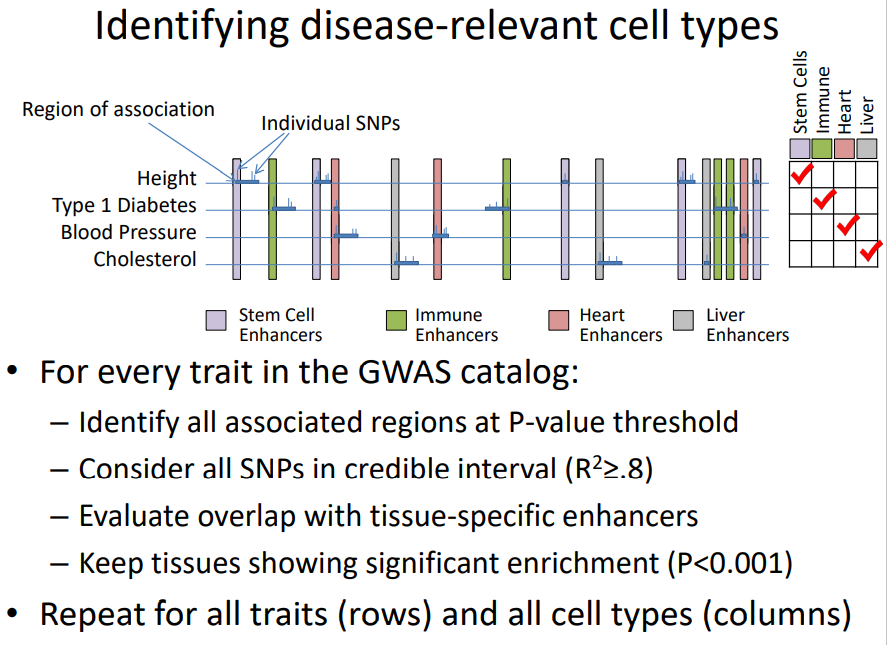 Identifying disease-relevant cell types
Region of association
Individual SNPs
Stem Cells
Immune
Heart
Liver
Height
Type 1 Diabetes
Blood Pressure
Cholesterol
Stem Cell
Enhancers
Immune
Enhancers
Heart
Enhancers
Liver
Enhancers
• For every trait in the GWAS catalog:
– Identify all associated regions at P-value threshold
– Consider all SNPs in credible interval (R²≥.8)
– Evaluate overlap with tissue-specific enhancers
– Keep tissues showing significant enrichment (P<0.001)
• Repeat for all traits (rows) and all cell types (columns)